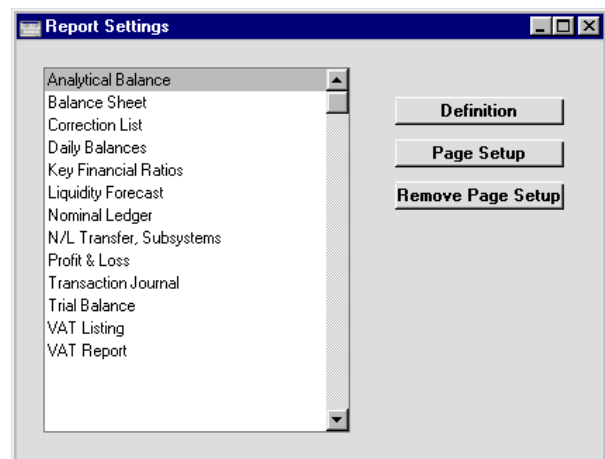 Report Settings
Analytical Balance
Balance Sheet
Correction List
Daily Balances
Key Financial Ratios
Liquidity Forecast
Nominal Ledger
N/L Transfer, Subsystems
Profit & Loss
Transaction Journal
Trial Balance
VAT Listing
VAT Report
Definition
Page Setup
Remove Page Setup